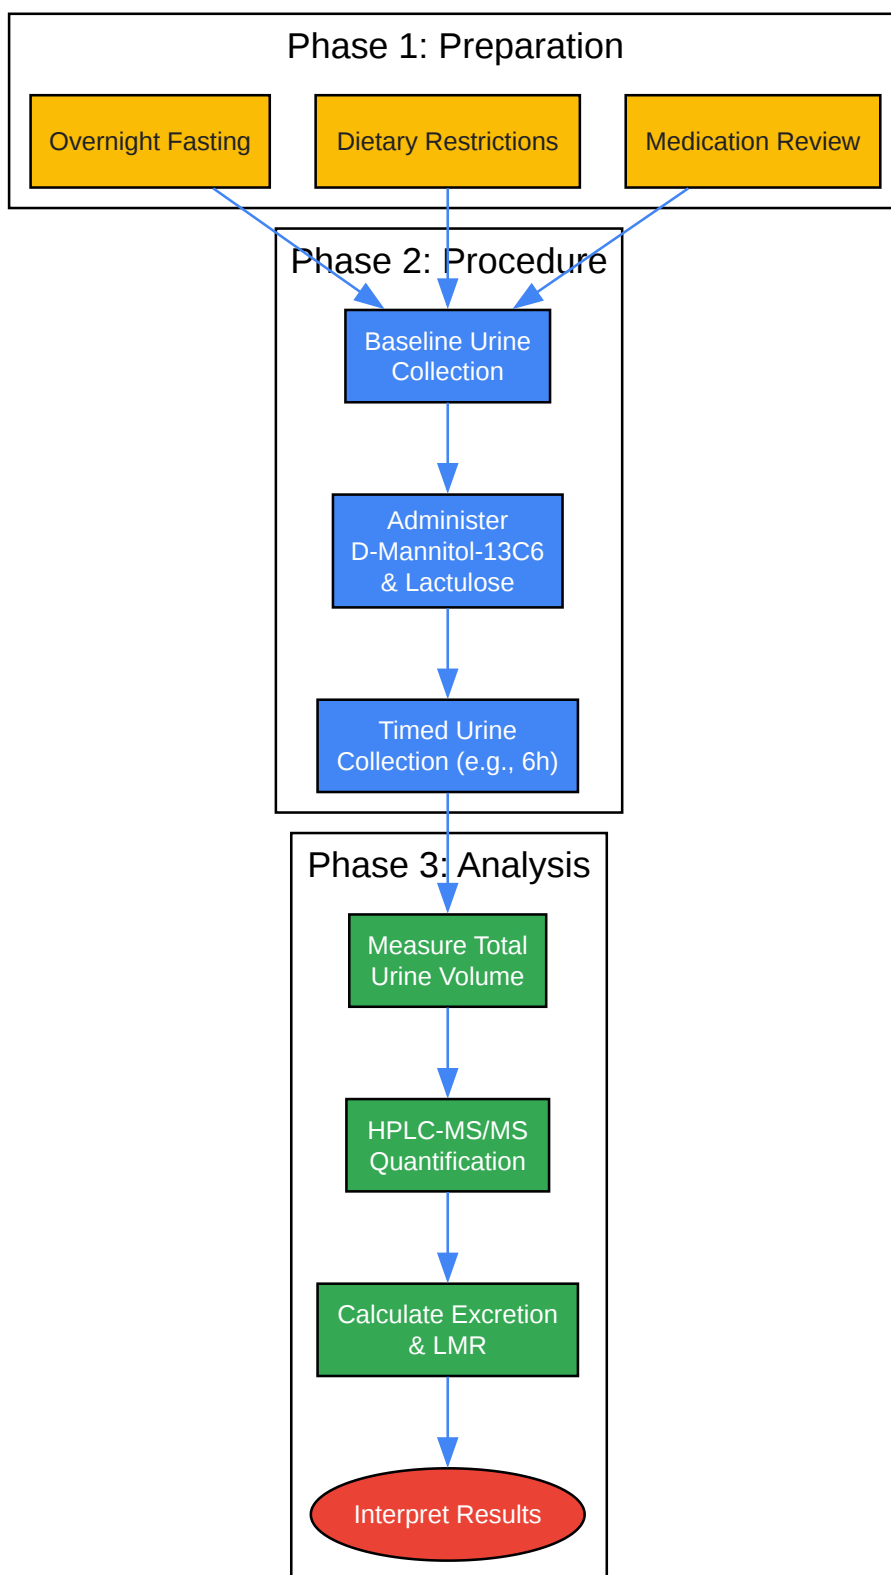 Phase 1: Preparation
Overnight Fasting
Dietary Restrictions
Medication Review
Phase 2: Procedure
Baseline Urine
Collection
Administer
D-Mannitol-13C6
& Lactulose
Timed Urine
Collection (e.g., 6h)
Phase 3: Analysis
Measure Total
Urine Volume
HPLC-MS/MS
Quantification
Calculate Excretion
& LMR
Interpret Results